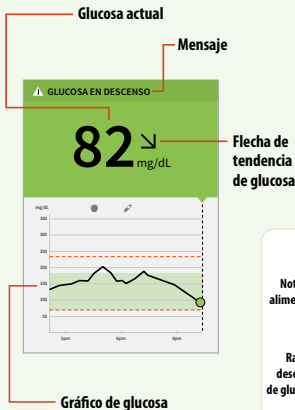 Glucosa actual
Mensaje
GLUCOSA EN DESCENSO
82
mg/dL
Flecha de
tendencia
de glucosa
mg/dL
350
300
250
200
150
100
50
3pm
6pm
9pm
Gráfico de glucosa